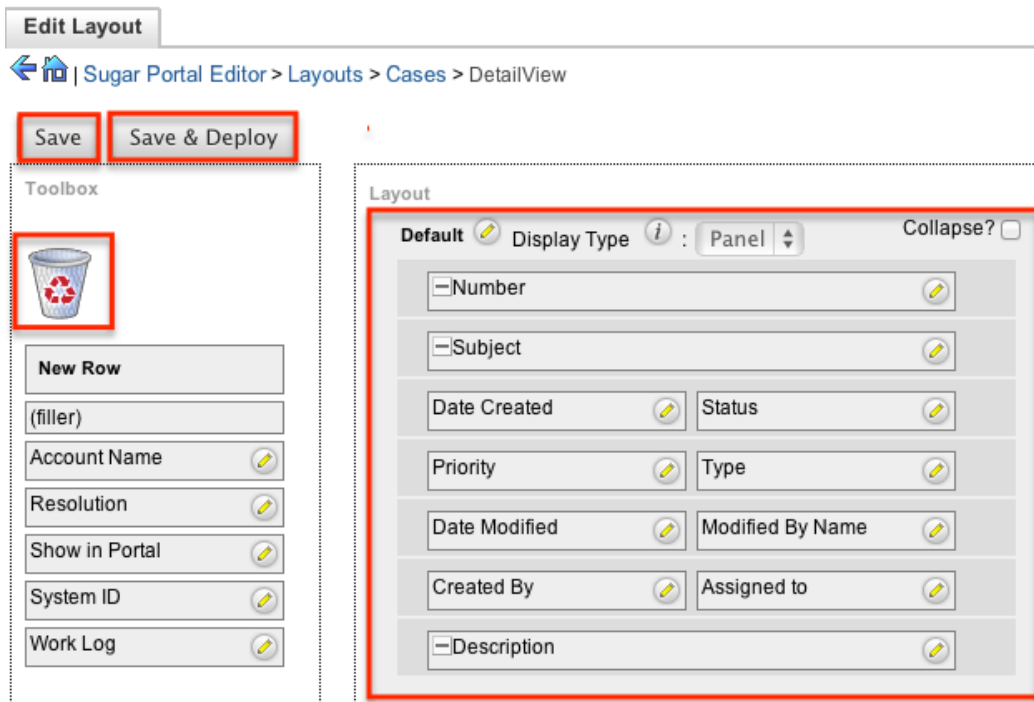 Edit Layout
| Sugar Portal Editor > Layouts > Cases > DetailView
Save Save & Deploy
Toolbox
New Row
(filler)
Account Name
Resolution
Show in Portal
System ID
Work Log
Layout
Default Display Type i : Panel Collapse?
Number
Subject
Date Created Status
Priority Type
Date Modified Modified By Name
Created By Assigned to
Description